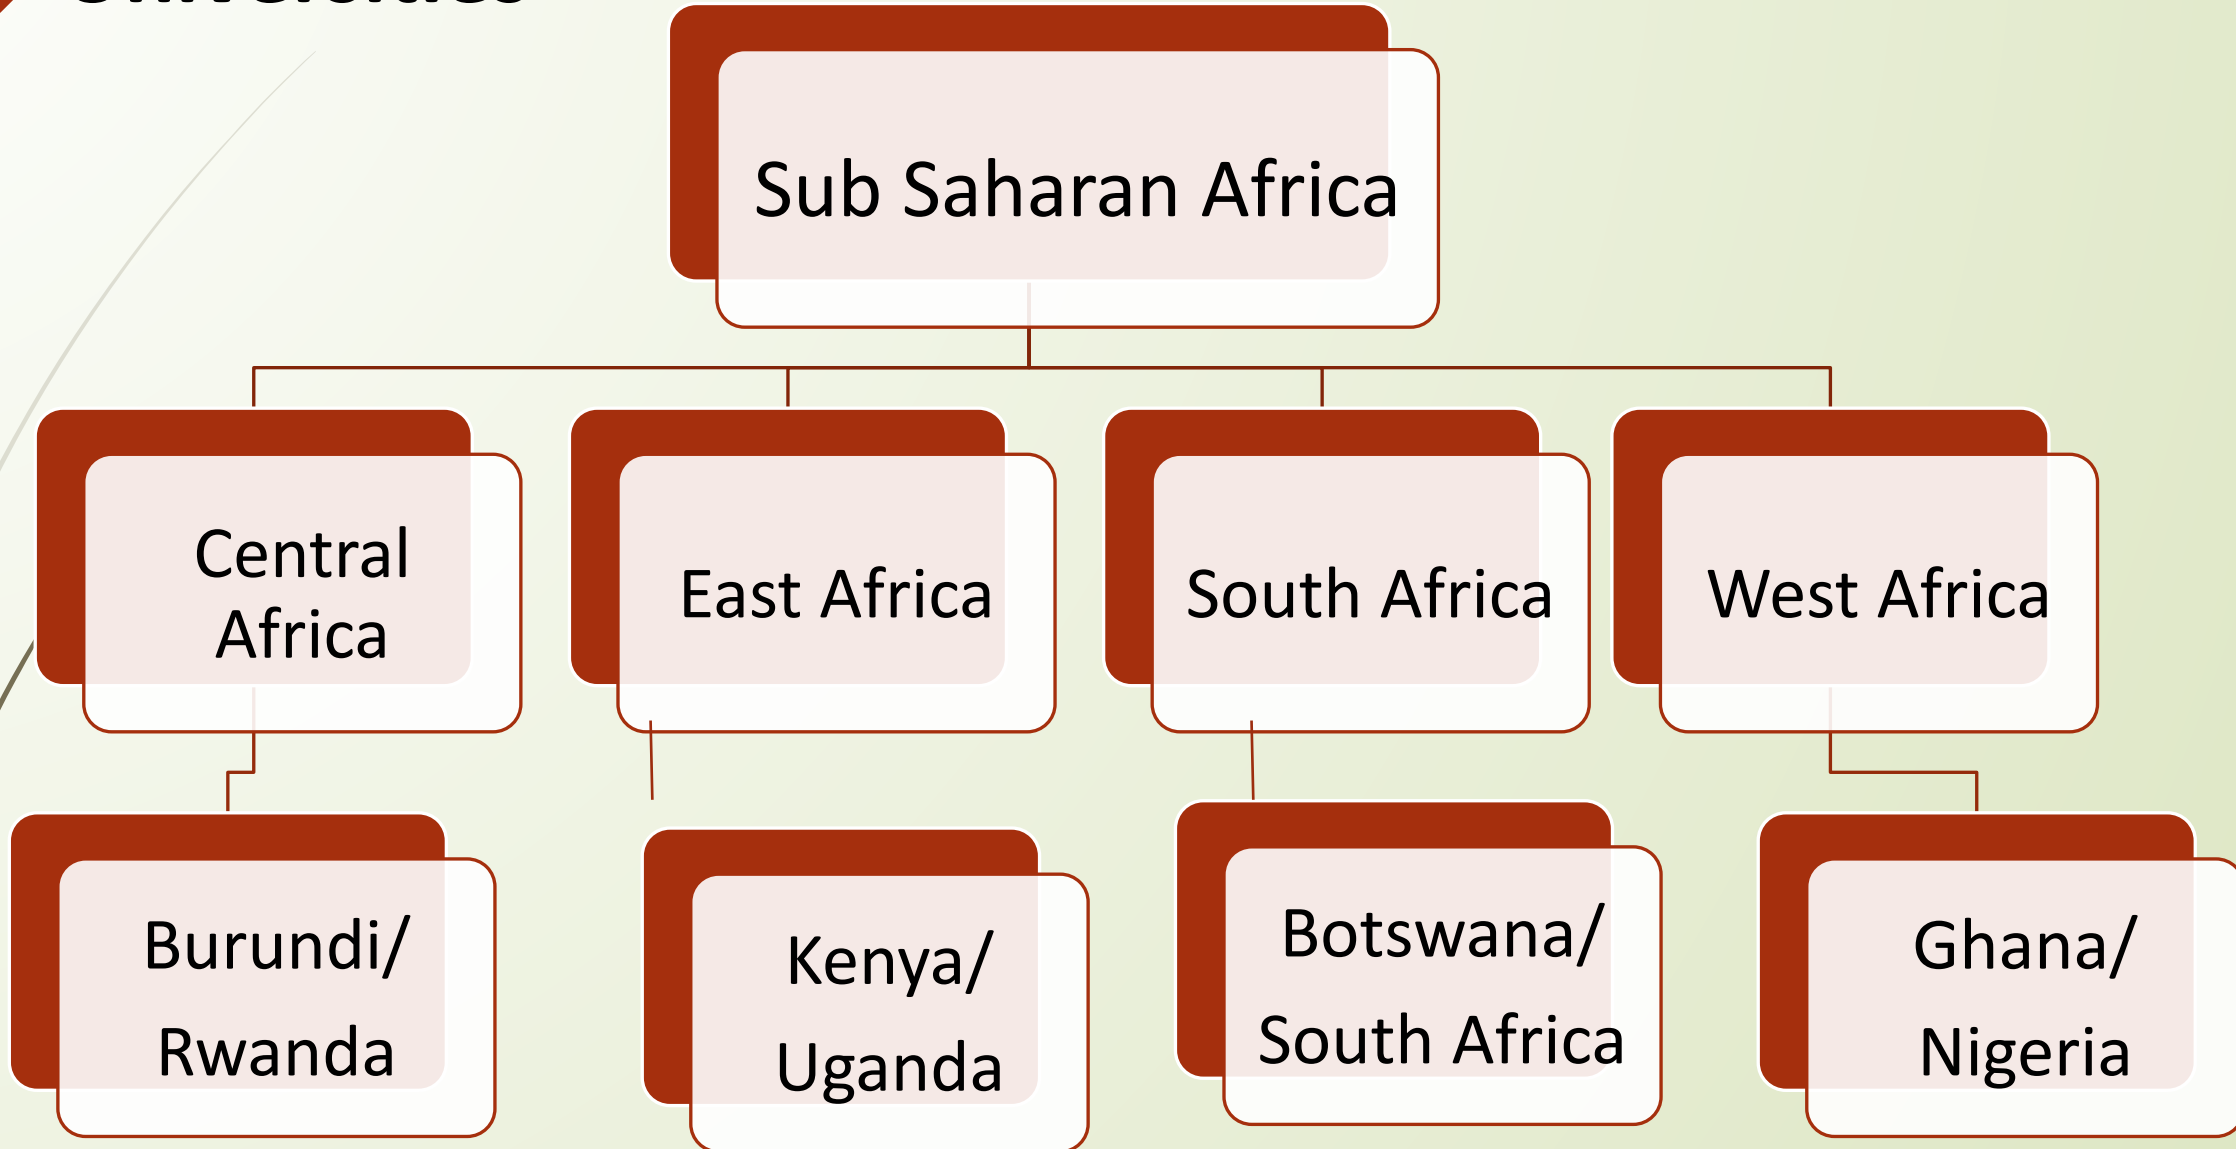 Universities
Sub Saharan Africa
Central
Africa
East Africa
South Africa
West Africa
Burundi/
Rwanda
Kenya/
Uganda
Botswana/
South Africa
Ghana/
Nigeria